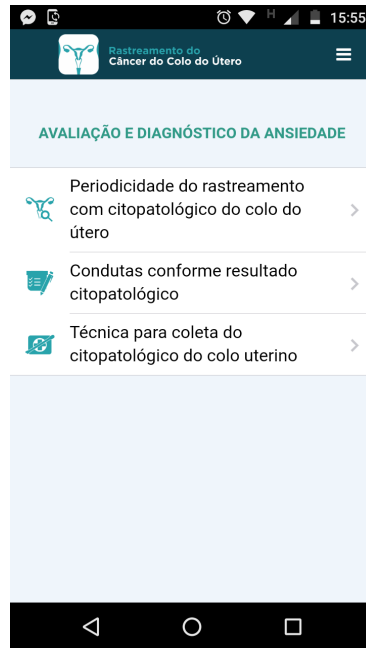 H 15:55
Rastreamento do
Câncer do Colo do Útero
AVALIAÇÃO E DIAGNÓSTICO DA ANSIEDADE
Periodicidade do rastreamento
com citopatológico do colo do
útero
Condutas conforme resultado
citopatológico
Técnica para coleta do
citopatológico do colo uterino